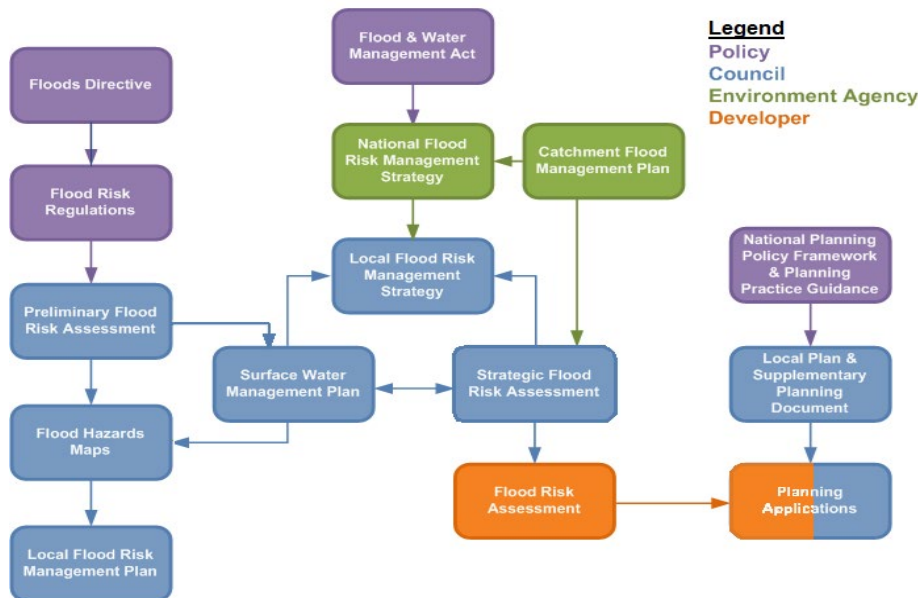 Legend
Policy
Council
Environment Agency
Developer
Flood & Water
Management Act
Floods Directive
National Flood
Risk Management
Strategy
Catchment Flood
Management Plan
Flood Risk
Regulations
National Planning
Policy Framework
& Planning
Practice Guidance
Local Flood Risk
Management
Strategy
Preliminary Flood
Risk Assessment
Surface Water
Management Plan
Strategic Flood
Risk Assessment
Local Plan &
Supplementary
Planning
Document
Flood Hazards
Maps
Flood Risk
Assessment
Planning
Applications
Local Flood Risk
Management Plan